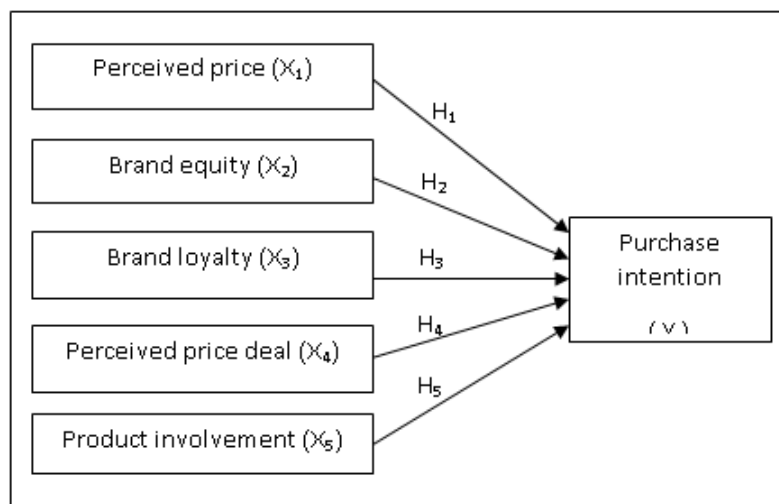 Perceived price (X₁)
H₁
Brand equity (X₂)
H₂
Brand loyalty (X₃)
H₃
Perceived price deal (X₄)
H₄
Product involvement (X₅)
H₅
Purchase
intention